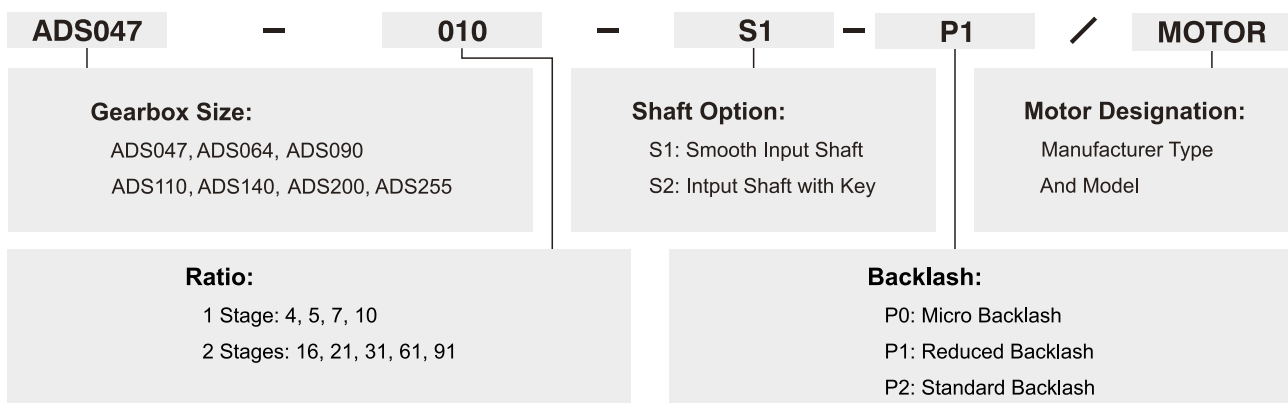 ADS047 - 010 - S1 - P1 / MOTOR
Gearbox Size:
ADS047, ADS064, ADS090
ADS110, ADS140, ADS200, ADS255
Shaft Option:
S1: Smooth Input Shaft
S2: Intput Shaft with Key
Motor Designation:
Manufacturer Type
And Model
Ratio:
1 Stage: 4, 5, 7, 10
2 Stages: 16, 21, 31, 61, 91
Backlash:
P0: Micro Backlash
P1: Reduced Backlash
P2: Standard Backlash